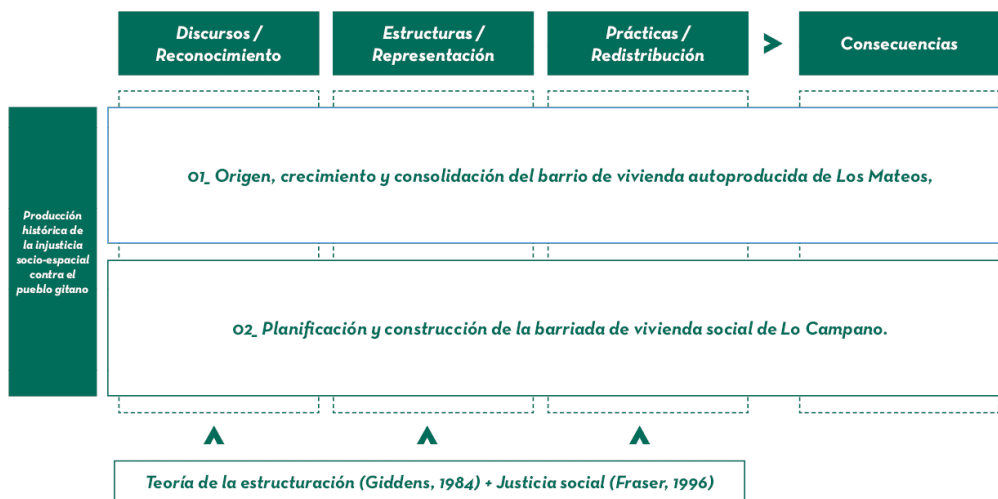 Discursos /
Reconocimiento
Estructuras /
Representación
Prácticas /
Redistribución
>
Consecuencias
Producción
histórica de
la injusticia
socio-espacial
contra el
pueblo gitano
01_ Origen, crecimiento y consolidación del barrio de vivienda autoproducida de Los Mateos,
02_ Planificación y construcción de la barriada de vivienda social de Lo Campano.
Teoría de la estructuración (Giddens, 1984) + Justicia social (Fraser, 1996)